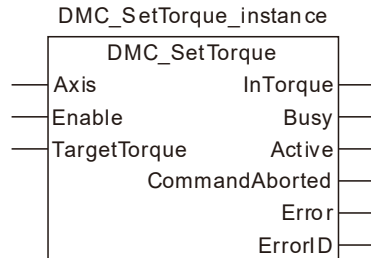 DMC_SetTorque_instance
DMC_SetTorque
Axis InTorque
Enable Busy
TargetTorque Active
CommandAborted
Error
ErrorID